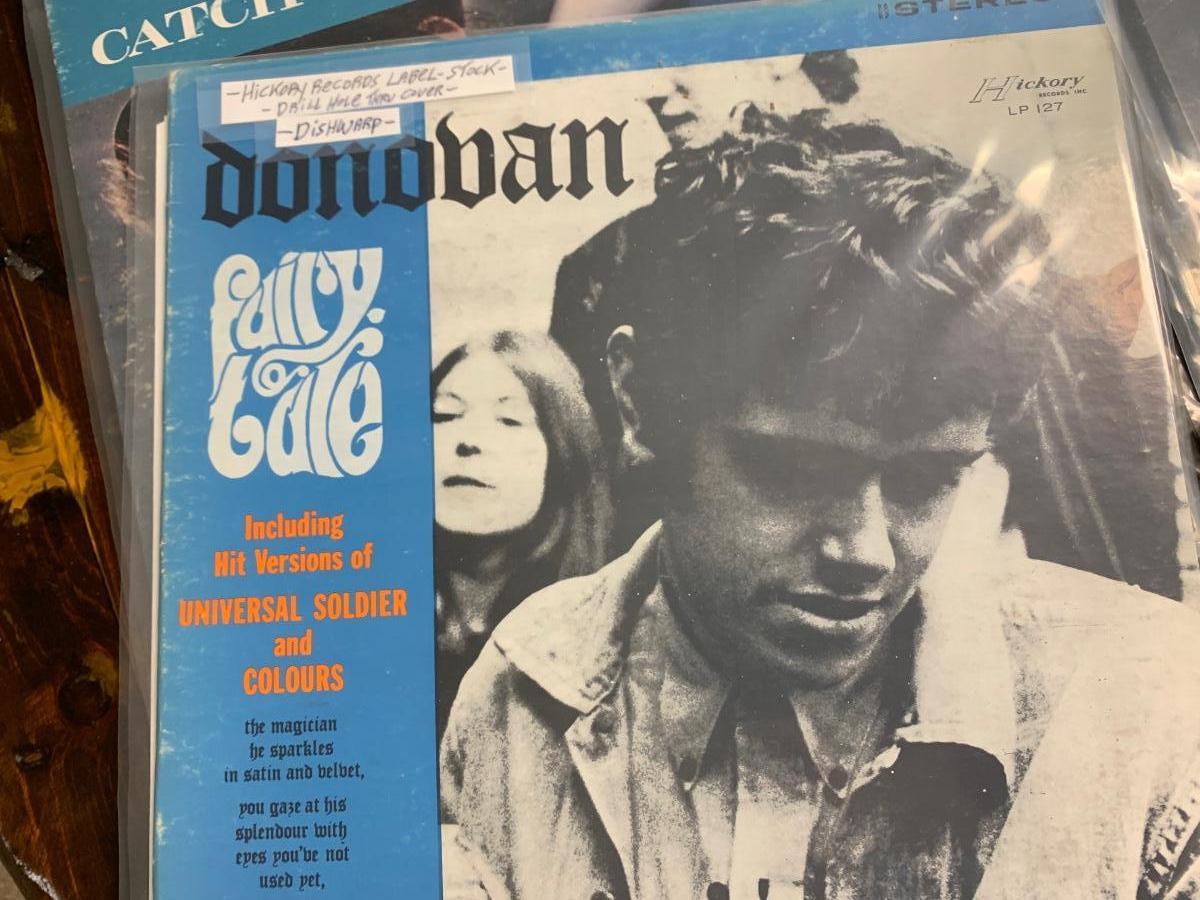 CATCH
STEREO
-HICKORY RECORDS LABEL-STOCK-
-DRILL HOLE THRU COVER-
-DISHWARP-
donovan
Hickory
RECORDS INC
LP 127
fairy
tale
Including
Hit Versions of
UNIVERSAL SOLDIER
and
COLOURS
the magician
he sparkles
in satin and velvet,
you gaze at his
splendour with
eyes you've not
used yet,